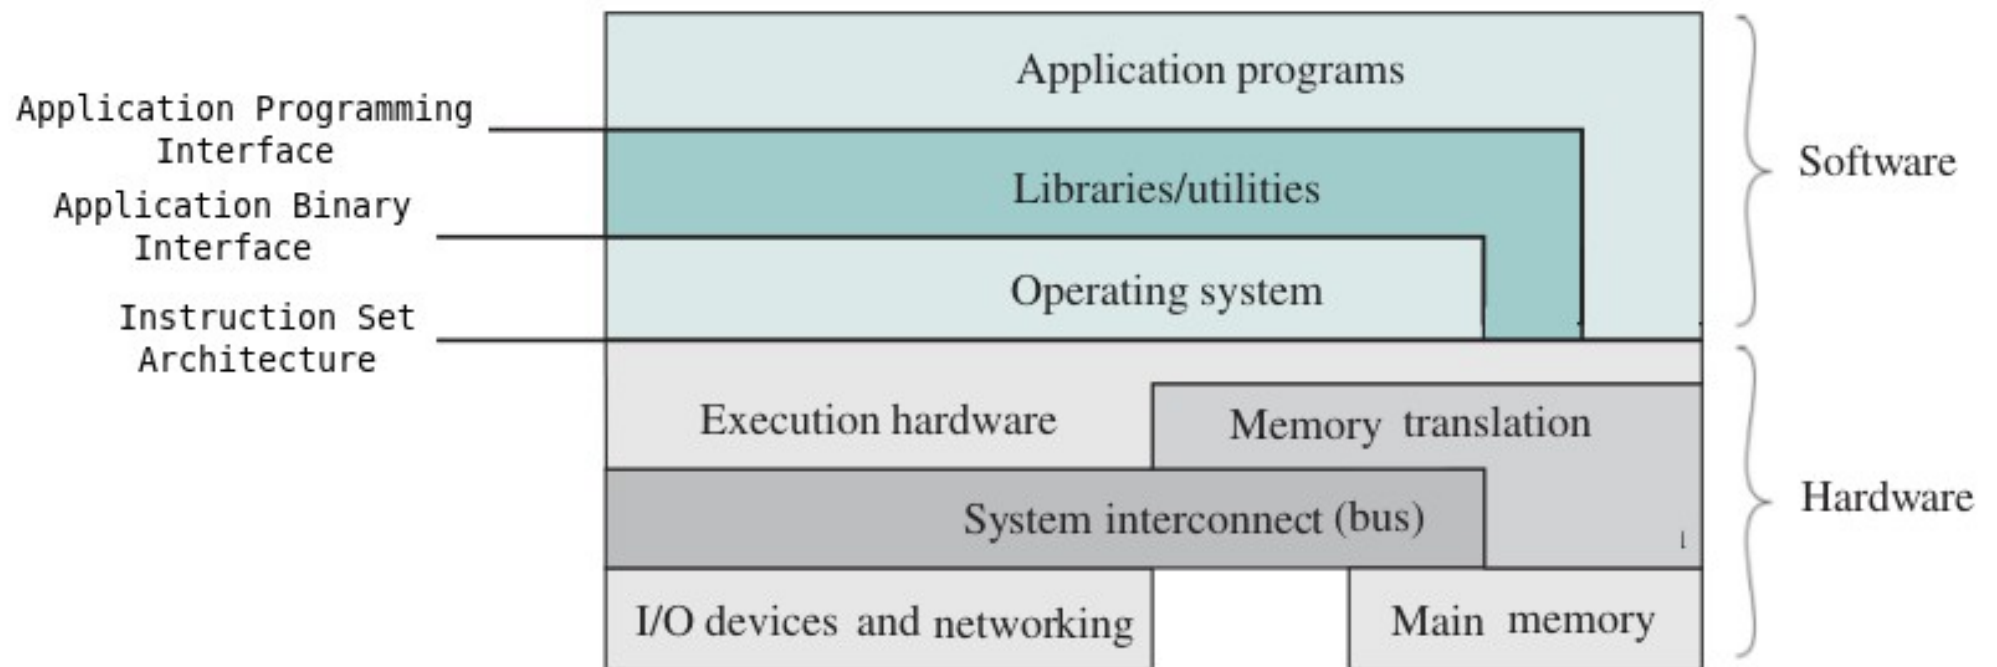 Application programs
Application Programming
Interface
Software
Libraries/utilities
Application Binary
Interface
Operating system
Instruction Set
Architecture
Execution hardware
Memory translation
Hardware
System interconnect (bus)
I/O devices and networking
Main memory